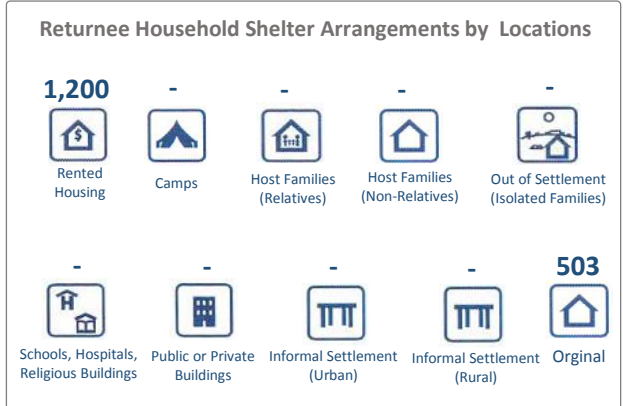 Returnee Household Shelter Arrangements by Locations
1,200
-
-
-
-
$
Rented
Housing
Camps
Host Families
(Relatives)
Host Families
(Non-Relatives)
Out of Settlement
(Isolated Families)
-
-
-
-
503
H
Schools, Hospitals,
Religious Buildings
Public or Private
Buildings
Informal Settlement
(Urban)
Informal Settlement
(Rural)
Orginal